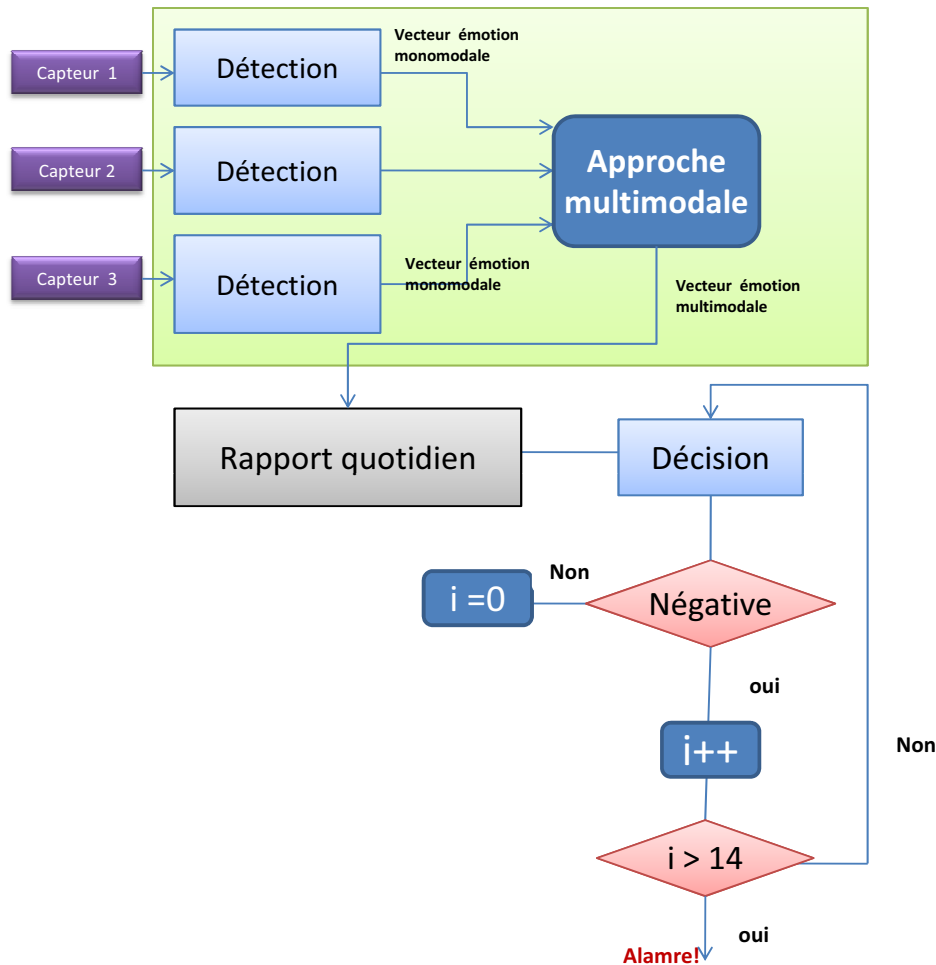 Vecteur émotion
monomodale
Capteur 1
Détection
Capteur 2
Détection
Approche
multimodale
Capteur 3
Détection
Vecteur émotion
monomodale
Vecteur émotion
multimodale
Rapport quotidien
Décision
Non
i =0
Négative
oui
i++
Non
i > 14
oui
Alamre!